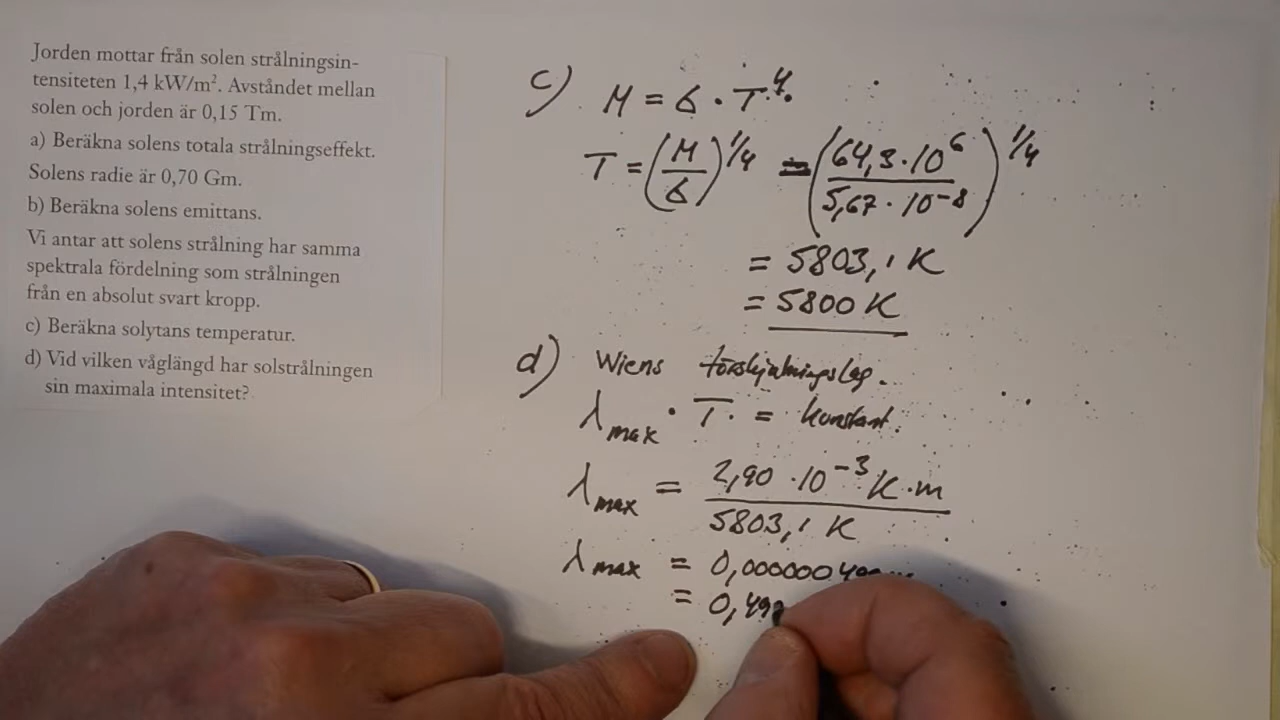 Jorden mottar från solen strålningsin-
tensiteten 1,4 kW/m². Avståndet mellan
solen och jorden är 0,15 Tm.
a) Beräkna solens totala strålningseffekt.
Solens radie är 0,70 Gm.
b) Beräkna solens emittans.
Vi antar att solens strålning har samma
spektrala fördelning som strålningen
från en absolut svart kropp.
c) Beräkna solytans temperatur.
d) Vid vilken våglängd har solstrålningen
sin maximala intensitet?
c) M = σ · T⁴
T = (M/σ)^1/4 = (64,3 · 10⁶ / 5,67 · 10⁻⁸)^1/4
= 5803,1 K
= 5800 K
d) Wiens förskjutningslag.
λmax · T = konstant.
λmax = 2,90 · 10⁻³ K·m / 5803,1 K
λmax = 0,000000499
= 0,499